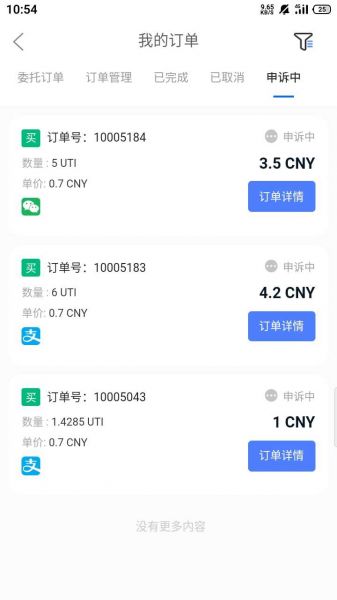 10:54
9.65 KB/S 4G 25
我的订单
委托订单 订单管理 已完成 已取消 申诉中
买 订单号：10005184 申诉中
数量：5 UTI 3.5 CNY
单价: 0.7 CNY 订单详情
买 订单号：10005183 申诉中
数量：6 UTI 4.2 CNY
单价: 0.7 CNY 订单详情
支
买 订单号：10005043 申诉中
数量：1.4285 UTI 1 CNY
单价: 0.7 CNY 订单详情
支
没有更多内容